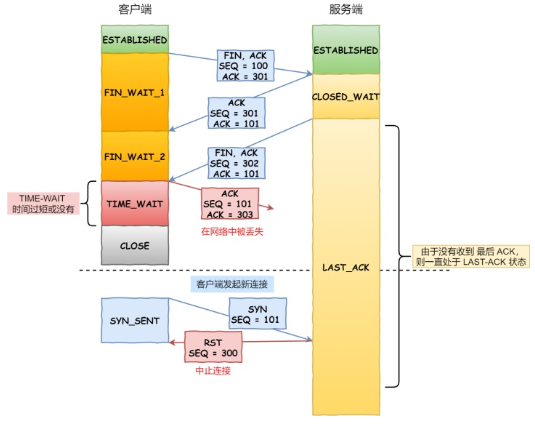 客户端
服务端
ESTABLISHED
ESTABLISHED
FIN, ACK
SEQ = 100
ACK = 301
FIN_WAIT_1
CLOSED_WAIT
ACK
SEQ = 301
ACK = 101
FIN_WAIT_2
FIN, ACK
SEQ = 302
ACK = 101
TIME-WAIT
时间过短或没有
TIME_WAIT
ACK
SEQ = 101
ACK = 303
在网络中被丢失
CLOSE
LAST_ACK
由于没有收到 最后 ACK,
则一直处于 LAST-ACK 状态
客户端发起新连接
SYN_SENT
SYN
SEQ = 101
RST
SEQ = 300
中止连接